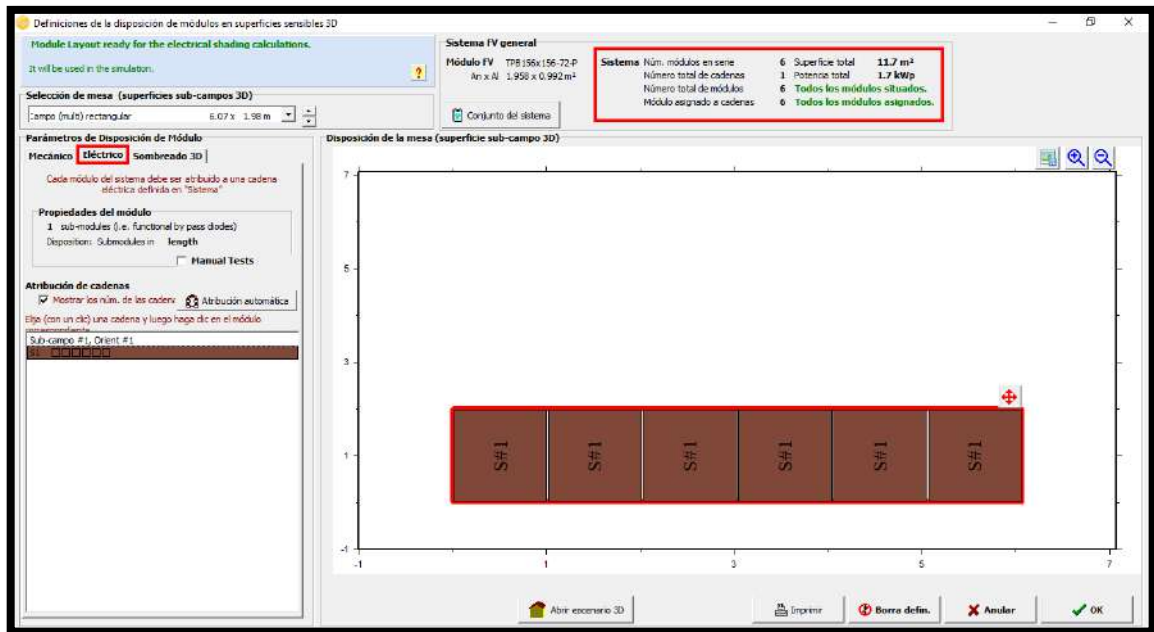 Definiciones de la disposición de módulos en superficies sensibles 3D
Module Layout ready for the electrical shading calculations.
It will be used in the simulation.
?
Selección de mesa (superficies sub-campos 3D)
Campo (multi) rectangular 6.07 x 1.98 m
Sistema FV general
Módulo FV TPB156x156-72-P
An x Al 1.958 x 0.992 m²
Conjunto del sistema
Sistema Núm. módulos en serie 6 Superficie total 11.7 m²
Número total de cadenas 1 Potencia total 1.7 kWp
Número total de módulos 6 Todos los módulos situados.
Módulo asignado a cadenas 6 Todos los módulos asignados.
Parámetros de Disposición de Módulo
Mecánico Eléctrico Sombreado 3D
Cada módulo del sistema debe ser atribuido a una cadena
eléctrica definida en "Sistema"
Propiedades del módulo
1 sub-modules (i.e. functional by pass diodes)
Disposition: Submodules in length
Manual Tests
Atribución de cadenas
Mostrar los núm. de las cadenas Atribución automática
Elija (con un clic) una cadena y luego haga clic en el módulo
correspondiente
Sub-campo #1, Orient #1
S1
Disposición de la mesa (superficie sub-campo 3D)
7
5
3
1
-1
S#1 S#1 S#1 S#1 S#1 S#1
-1 1 3 5 7
Abrir escenario 3D Imprimir Borra defin. Anular OK